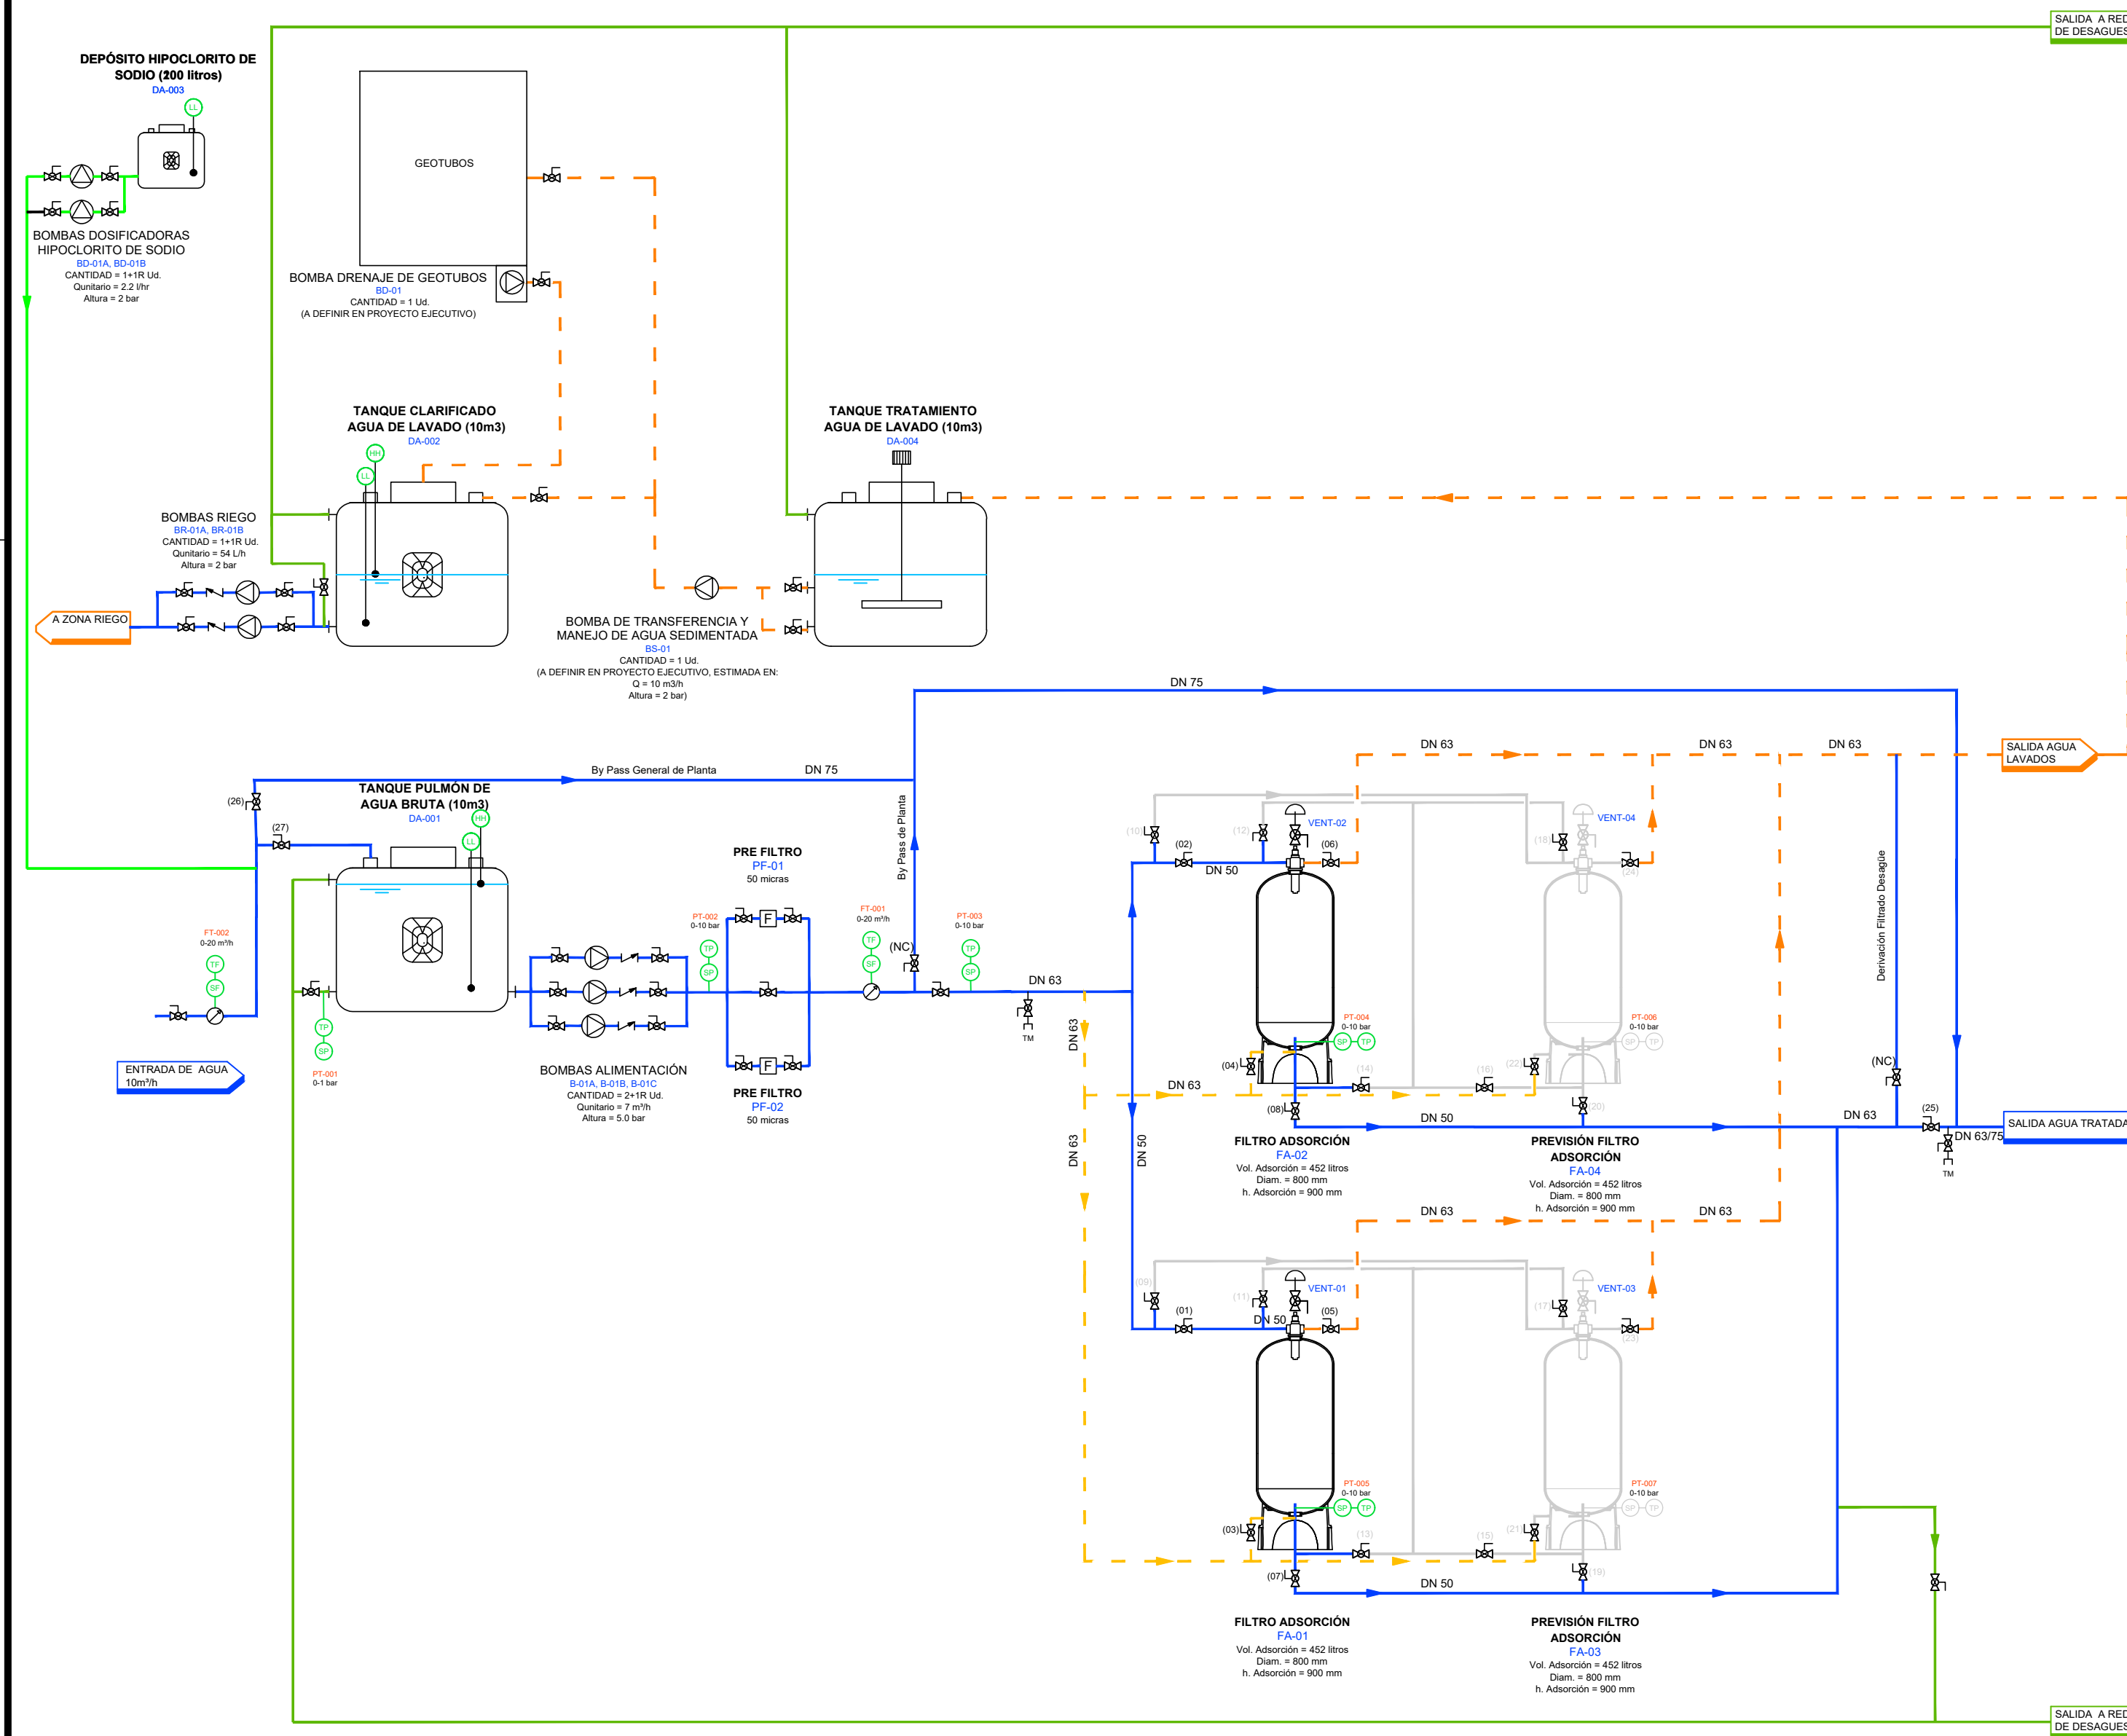 SALIDA A RED
DE DESAGUES
DEPÓSITO HIPOCLORITO DE
SODIO (200 litros)
DA-003
LL
GEOTUBOS
BOMBAS DOSIFICADORAS
HIPOCLORITO DE SODIO
BD-01A, BD-01B
CANTIDAD = 1+1R Ud.
Qunitario = 2.2 l/hr
Altura = 2 bar
BOMBA DRENAJE DE GEOTUBOS
BD-01
CANTIDAD = 1 Ud.
(A DEFINIR EN PROYECTO EJECUTIVO)
TANQUE CLARIFICADO
AGUA DE LAVADO (10m3)
DA-002
HH
LL
TANQUE TRATAMIENTO
AGUA DE LAVADO (10m3)
DA-004
BOMBAS RIEGO
BR-01A, BR-01B
CANTIDAD = 1+1R Ud.
Qunitario = 54 L/h
Altura = 2 bar
A ZONA RIEGO
BOMBA DE TRANSFERENCIA Y
MANEJO DE AGUA SEDIMENTADA
BS-01
CANTIDAD = 1 Ud.
(A DEFINIR EN PROYECTO EJECUTIVO, ESTIMADA EN:
Q = 10 m3/h
Altura = 2 bar)
DN 75
By Pass General de Planta
DN 75
DN 63
DN 63
DN 63
SALIDA AGUA
LAVADOS
(26)
(27)
TANQUE PULMÓN DE
AGUA BRUTA (10m3)
DA-001
HH
LL
PRE FILTRO
PF-01
50 micras
By Pass de Planta
(10)
(02)
(12)
VENT-02
(06)
DN 50
(18)
VENT-04
(24)
Derivación Filtrado Desagüe
FT-002
0-20 m³/h
TF
SF
PT-002
0-10 bar
TP
SP
F
FT-001
0-20 m³/h
TF
SF
(NC)
PT-003
0-10 bar
TP
SP
DN 63
TM
DN 63
TP
SP
PT-001
0-1 bar
ENTRADA DE AGUA
10m³/h
BOMBAS ALIMENTACIÓN
B-01A, B-01B, B-01C
CANTIDAD = 2+1R Ud.
Qunitario = 7 m³/h
Altura = 5.0 bar
F
PRE FILTRO
PF-02
50 micras
PT-004
0-10 bar
SP
TP
PT-006
0-10 bar
SP
TP
(04)
(14)
(16)
(22)
DN 63
(08)
(20)
DN 50
(NC)
DN 63
(25)
DN 63/75
TM
SALIDA AGUA TRATADA
DN 63
DN 50
FILTRO ADSORCIÓN
FA-02
Vol. Adsorción = 452 litros
Diam. = 800 mm
h. Adsorción = 900 mm
PREVISIÓN FILTRO
ADSORCIÓN
FA-04
Vol. Adsorción = 452 litros
Diam. = 800 mm
h. Adsorción = 900 mm
DN 63
DN 63
(09)
(01)
(11)
VENT-01
(05)
DN 50
(17)
VENT-03
(23)
PT-005
0-10 bar
SP
TP
PT-007
0-10 bar
SP
TP
(03)
(13)
(15)
(21)
(07)
(19)
DN 50
FILTRO ADSORCIÓN
FA-01
Vol. Adsorción = 452 litros
Diam. = 800 mm
h. Adsorción = 900 mm
PREVISIÓN FILTRO
ADSORCIÓN
FA-03
Vol. Adsorción = 452 litros
Diam. = 800 mm
h. Adsorción = 900 mm
SALIDA A RED
DE DESAGUES